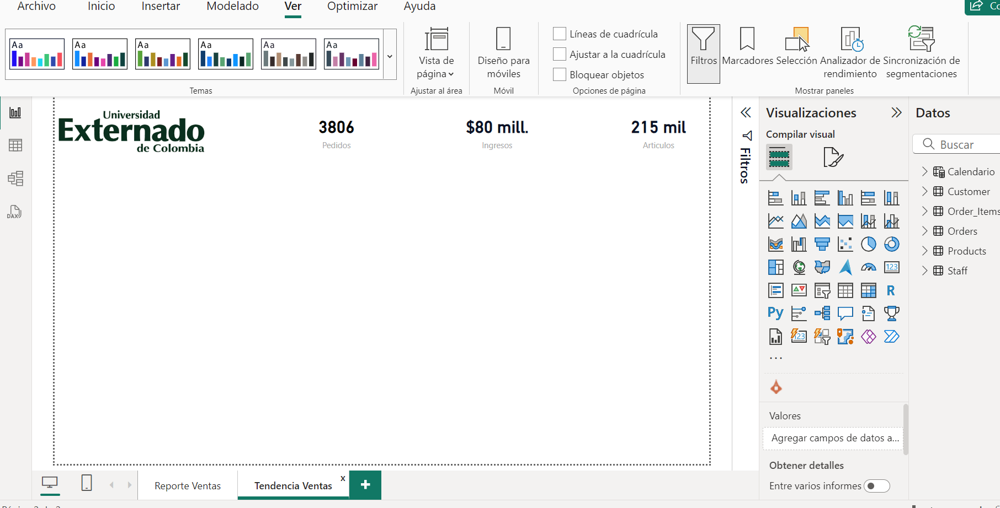 Archivo
Inicio
Insertar
Modelado
Ver
Optimizar
Ayuda
Aa
Aa
Aa
Aa
Aa
Aa
Temas
Vista de
página
Ajustar al área
Diseño para
móviles
Móvil
Líneas de cuadrícula
Ajustar a la cuadrícula
Bloquear objetos
Opciones de página
Filtros
Marcadores
Selección
Analizador de
rendimiento
Sincronización de
segmentaciones
Mostrar paneles
DAX
Universidad
Externado
de Colombia
3806
Pedidos
$80 mill.
Ingresos
215 mil
Articulos
Filtros
Visualizaciones
Compilar visual
123
R
Py
123
...
Valores
Agregar campos de datos a...
Obtener detalles
Entre varios informes
Datos
Buscar
Calendario
Customer
Order_Items
Orders
Products
Staff
Reporte Ventas
Tendencia Ventas
x
+